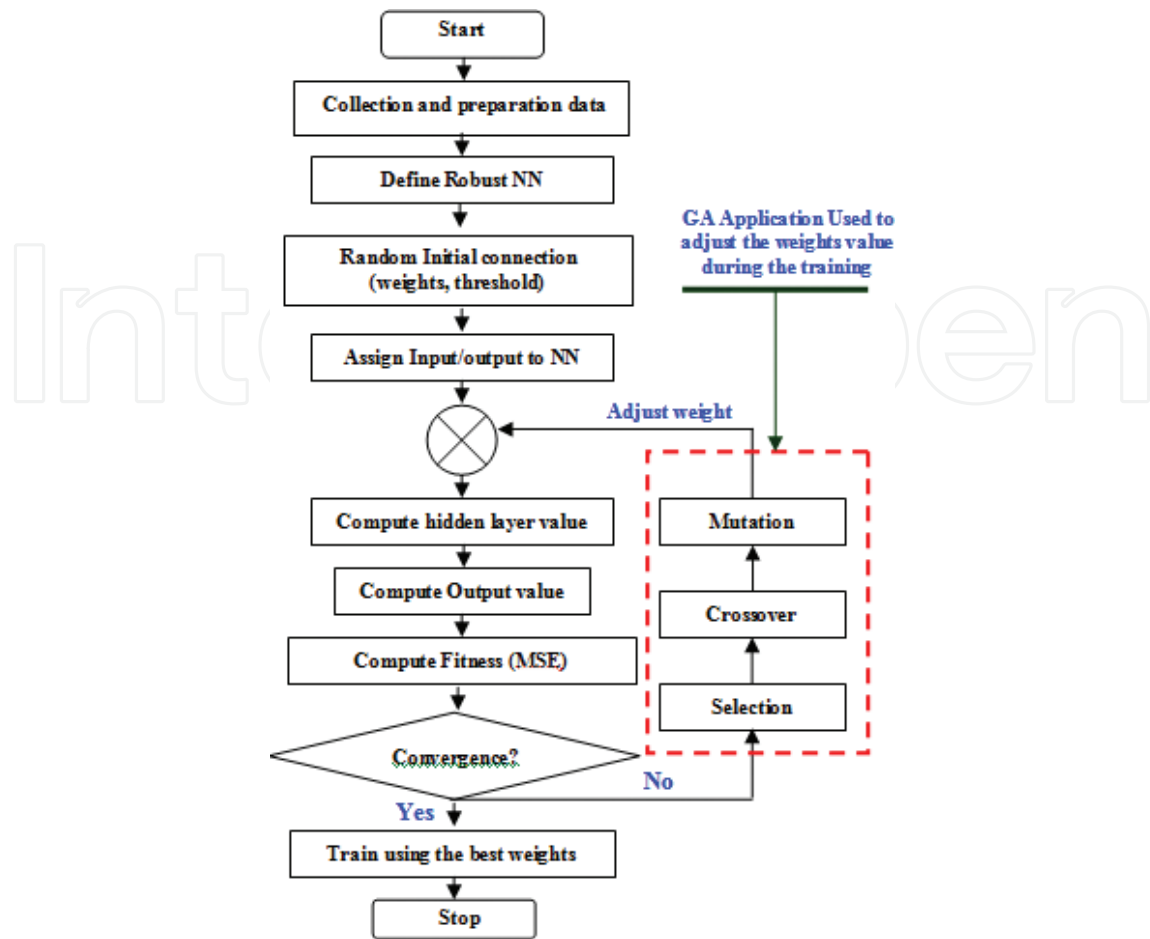 Start
Collection and preparation data
Define Robust NN
Random Initial connection
(weights, threshold)
Assign Input/output to NN
GA Application Used to
adjust the weights value
during the training
Adjust weight
Compute hidden layer value
Compute Output value
Compute Fitness (MSE)
Convergence?
Mutation
Crossover
Selection
No
Yes
Train using the best weights
Stop